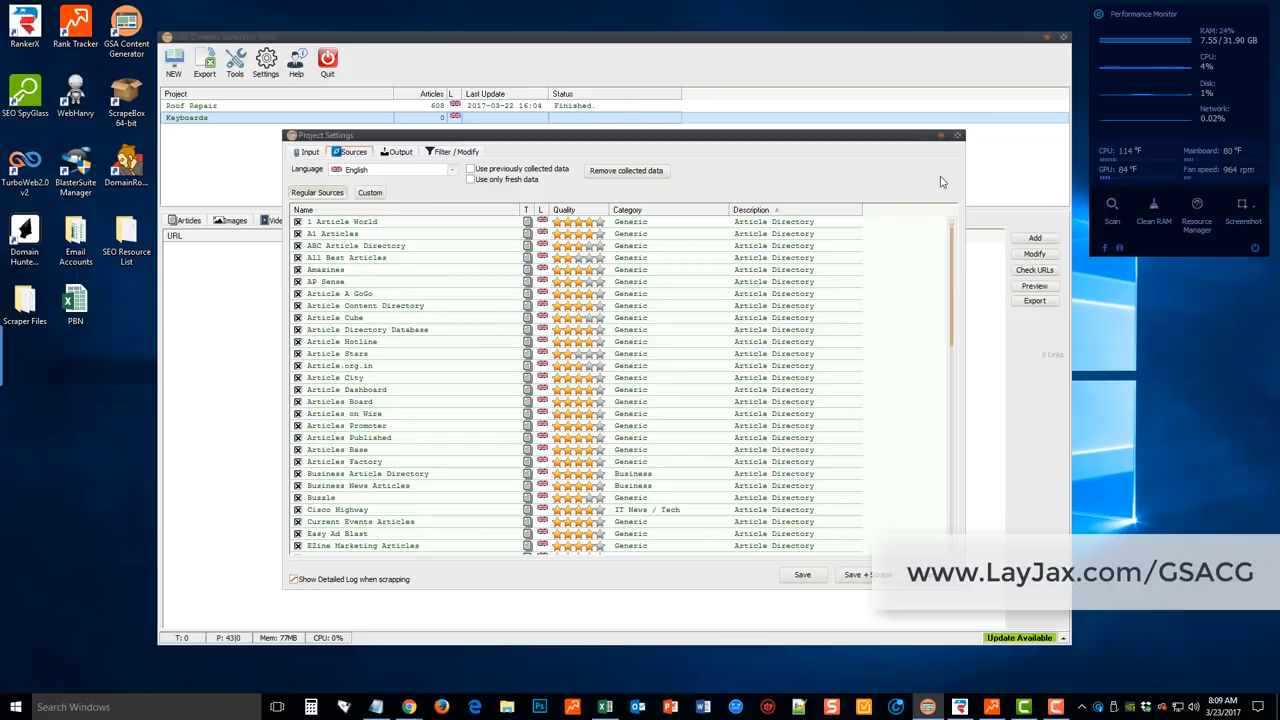 RankerX
Rank Tracker
GSA Content
Generator
SEO SpyGlass
WebHarvy
ScrapeBox
64-bit
TurboWeb2.0
v2
BlasterSuite
Manager
DomainRo...
Domain
Hunte...
Email
Accounts
SEO Resource
List
Scraper Files
PBN
NEW
Export
Tools
Settings
Help
Quit
Project Articles L Last Update Status
Roof Repair 608 2017-03-22 16:04 Finished.
Keyboards 0
Articles Images
URL
Project Settings
Input Sources Output Filter / Modify
Language English Use previously collected data Remove collected data
Use only fresh data
Regular Sources Custom
Name T L Quality Category Description
1 Article World Generic Article Directory
A1 Articles Generic Article Directory
ABC Article Directory Generic Article Directory
All Best Articles Generic Article Directory
Amazines Generic Article Directory
AP Sense Generic Article Directory
Article A GoGo Generic Article Directory
Article Content Directory Generic Article Directory
Article Cube Generic Article Directory
Article Directory Database Generic Article Directory
Article Hotline Generic Article Directory
Article Stars Generic Article Directory
Article.org.in Generic Article Directory
Article City Generic Article Directory
Article Dashboard Generic Article Directory
Articles Board Generic Article Directory
Articles on Wire Generic Article Directory
Articles Promoter Generic Article Directory
Articles Published Generic Article Directory
Articles Base Generic Article Directory
Articles Factory Generic Article Directory
Business Article Directory Business Article Directory
Business News Articles Business Article Directory
Buzzle Generic Article Directory
Cisco Highway IT News / Tech Article Directory
Current Events Articles Generic Article Directory
Easy Ad Blast Generic Article Directory
EZine Marketing Articles Generic Article Directory
Show Detailed Log when scrapping
Save
Save +
Add
Modify
Check URLs
Preview
Export
0 Links
www.LayJax.com/GSACG
T: 0 P: 43|0 Mem: 77MB CPU: 0%
Update Available
Performance Monitor
RAM: 24%
7.55/31.90 GB
CPU:
4%
Disk:
1%
Network:
0.02%
CPU: 114 °F Mainboard: 80 °F
GPU: 84 °F Fan speed: 964 rpm
Scan
Clean RAM
Resource
Manager
Screenshot
Search Windows
8:09 AM
3/23/2017